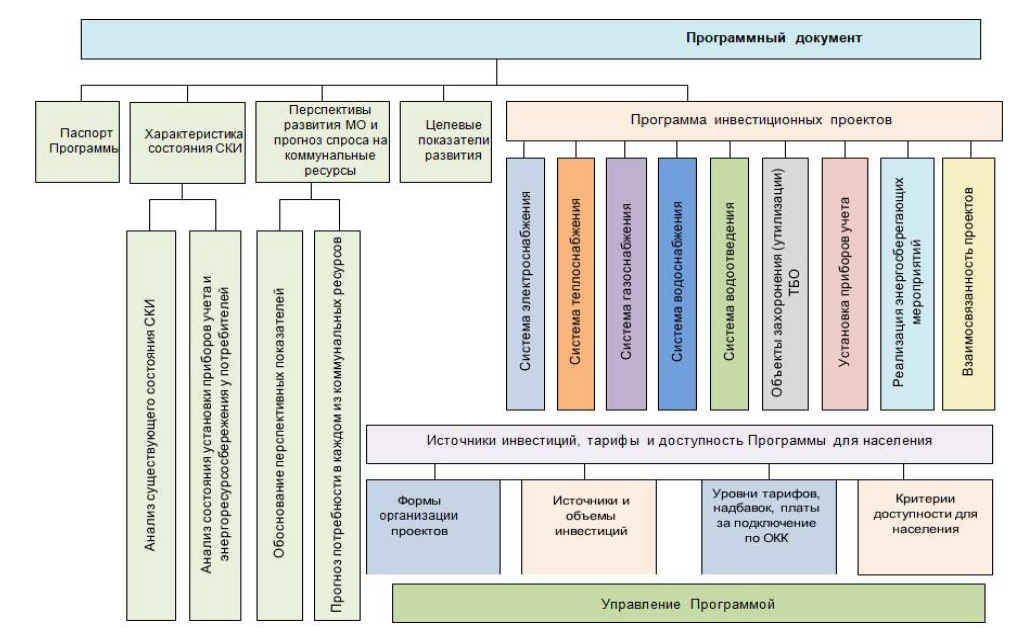 Программный документ
Паспорт
Программы
Характеристика
состояния СКИ
Перспективы
развития МО и
прогноз спроса на
коммунальные
ресурсы
Целевые
показатели
развития
Программа инвестиционных проектов
Анализ существующего состояния СКИ
Анализ состояния установки приборов учета и
энергоресурсосбережения у потребителей
Обоснование перспективных показателей
Прогноз потребности в каждом из коммунальных ресурсов
Система электроснабжения
Система теплоснабжения
Система газоснабжения
Система водоснабжения
Система водоотведения
Объекты захоронения (утилизации)
ТБО
Установка приборов учета
Реализация энергосберегающих
мероприятий
Взаимосвязанность проектов
Источники инвестиций, тарифы и доступность Программы для населения
Формы
организации
проектов
Источники и
объемы
инвестиций
Уровни тарифов,
надбавок, платы
за подключение
по ОКК
Критерии
доступности для
населения
Управление Программой